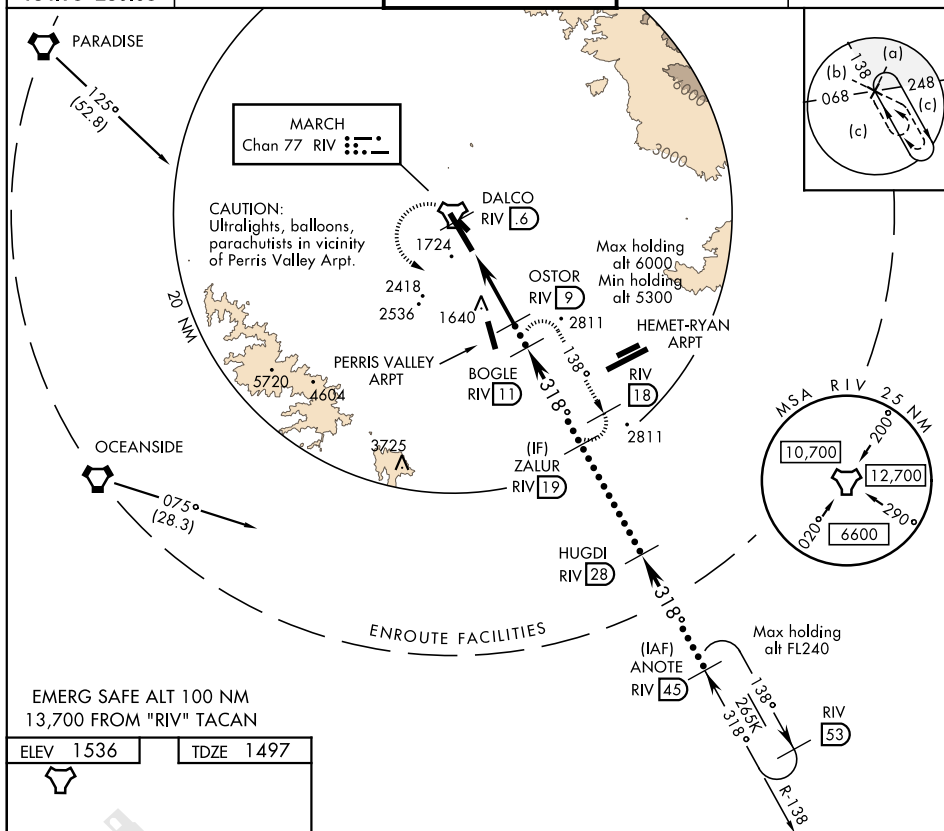 PARADISE
125°
(52.8)
MARCH
Chan 77 RIV
CAUTION:
Ultralights, balloons,
parachutists in vicinity
of Perris Valley Arpt.
DALCO
RIV .6
1724
2418
2536
1640
OSTOR
RIV 9
Max holding
alt 6000
Min holding
alt 5300
2811
HEMET-RYAN
ARPT
PERRIS VALLEY
ARPT
BOGLE
RIV 11
138°
RIV
18
2811
318°
(IF)
ZALUR
RIV 19
20 NM
5720
4604
3725
6000
3000
138
(a)
(b)
068
248
(c)
(c)
OCEANSIDE
075°
(28.3)
MSA RIV 25 NM
200°
10,700
12,700
020°
290°
6600
HUGDI
RIV 28
318°
ENROUTE FACILITIES
(IAF)
ANOTE
RIV 45
Max holding
alt FL240
138°
265K
318°
RIV
53
R-138
EMERG SAFE ALT 100 NM
13,700 FROM "RIV" TACAN
ELEV 1536
TDZE 1497